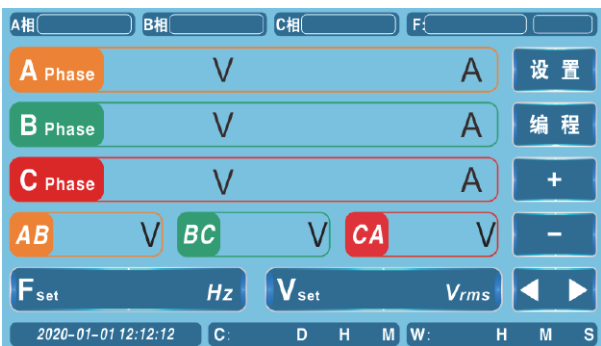 A相 B相 C相 F:
A Phase V A 设置
B Phase V A 编程
C Phase V A +
AB V BC V CA V −
Fset Hz Vset Vrms
2020-01-01 12:12:12 C: D H M W: H M S